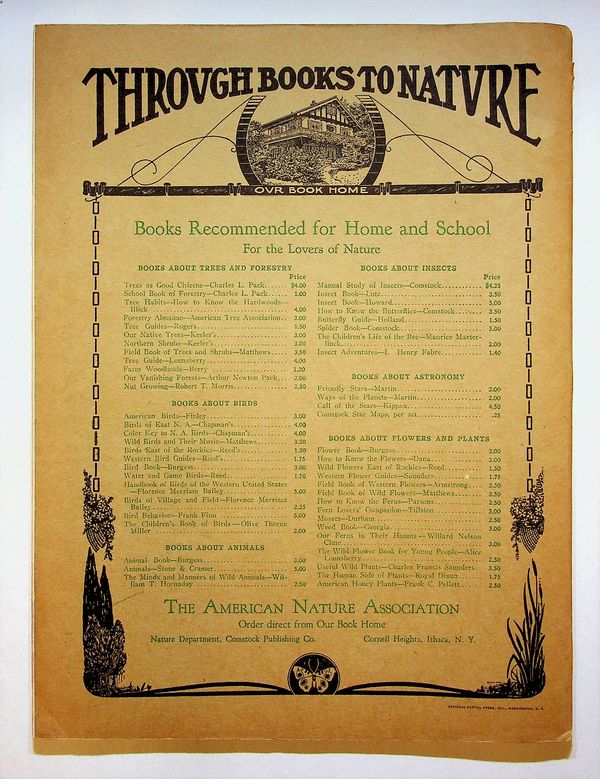 THROVGH BOOKS TO NATVRE
OVR BOOK HOME
Books Recommended for Home and School
For the Lovers of Nature
BOOKS ABOUT TREES AND FORESTRY
Price
Trees as Good Citizens—Charles L. Pack...... $4.00
School Book of Forestry—Charles L. Pack..... 1.00
Tree Habits—How to Know the Hardwoods—
Illick........ 4.00
Forestry Almanac—American Tree Association.. 2.00
Tree Guides—Rogers........ 1.50
Our Native Trees—Keeler's........ 3.00
Northern Shrubs—Keeler's........ 3.00
Field Book of Trees and Shrubs—Matthews...... 3.50
Tree Guide—Lounsberry........ 4.00
Farm Woodlands—Berry........ 1.20
Our Vanishing Forests—Arthur Newton Pack.... 2.00
Nut Growing—Robert T. Morris........ 2.50
BOOKS ABOUT BIRDS
American Birds—Finley........ 3.00
Birds of East N. A.—Chapman's........ 4.00
Color Key to N. A. Birds—Chapman's........ 4.00
Wild Birds and Their Music—Matthews........ 3.50
Birds East of the Rockies—Reed's........ 1.50
Western Bird Guides—Reed's........ 1.75
Bird Book—Burgess........ 3.00
Water and Game Birds—Reed........ 1.50
Handbook of Birds of the Western United States
—Florence Merriam Bailey........ 5.00
Birds of Village and Field—Florence Merriam
Bailey........ 2.25
Bird Behavior—Frank Finn........ 5.00
The Children's Book of Birds—Olive Thorne
Miller........ 2.00
BOOKS ABOUT ANIMALS
Animal Book—Burgess........ 3.00
Animals—Stone & Cramer........ 5.00
The Minds and Manners of Wild Animals—Wil-
liam T. Hornaday........ 2.50
BOOKS ABOUT INSECTS
Price
Manual Study of Insects—Comstock........ $4.25
Insect Book—Lutz........ 3.50
Insect Book—Howard........ 5.00
How to Know the Butterflies—Comstock........ 3.50
Butterfly Guide—Holland........ 1.50
Spider Book—Comstock........ 5.00
The Children's Life of the Bee—Maurice Maeter-
linck........ 2.00
Insect Adventures—J. Henry Fabre........ 1.40
BOOKS ABOUT ASTRONOMY
Friendly Stars—Martin........ 2.00
Ways of the Planets—Martin........ 2.00
Call of the Stars—Kippax........ 4.50
Comstock Star Maps, per set........ .25
BOOKS ABOUT FLOWERS AND PLANTS
Flower Book—Burgess........ 3.00
How to Know the Flowers—Dana........ 3.00
Wild Flowers East of Rockies—Reed........ 1.50
Western Flower Guides—Saunders........ 1.75
Field Book of Western Flowers—Armstrong...... 3.50
Field Book of Wild Flowers—Matthews........ 3.50
How to Know the Ferns—Parsons........ 2.50
Fern Lovers' Companion—Tillston........ 3.00
Mosses—Durham........ 2.50
Weed Book—Georgia........ 3.00
Our Ferns in Their Haunts—Willard Nelson
Clute........ 3.00
The Wild Flower Book for Young People—Alice
Lounsberry........ 2.50
Useful Wild Plants—Charles Francis Saunders... 3.50
The Human Side of Plants—Royal Dixon........ 1.75
American Honey Plants—Frank C. Pellett........ 2.50
THE AMERICAN NATURE ASSOCIATION
Order direct from Our Book Home
Nature Department, Comstock Publishing Co. Cornell Heights, Ithaca, N. Y.
NATIONAL CAPITAL PRESS, INC., WASHINGTON, D. C.